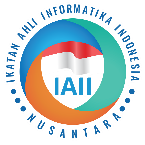 IKATAN AHLI INFORMATIKA INDONESIA
IAII
NUSANTARA